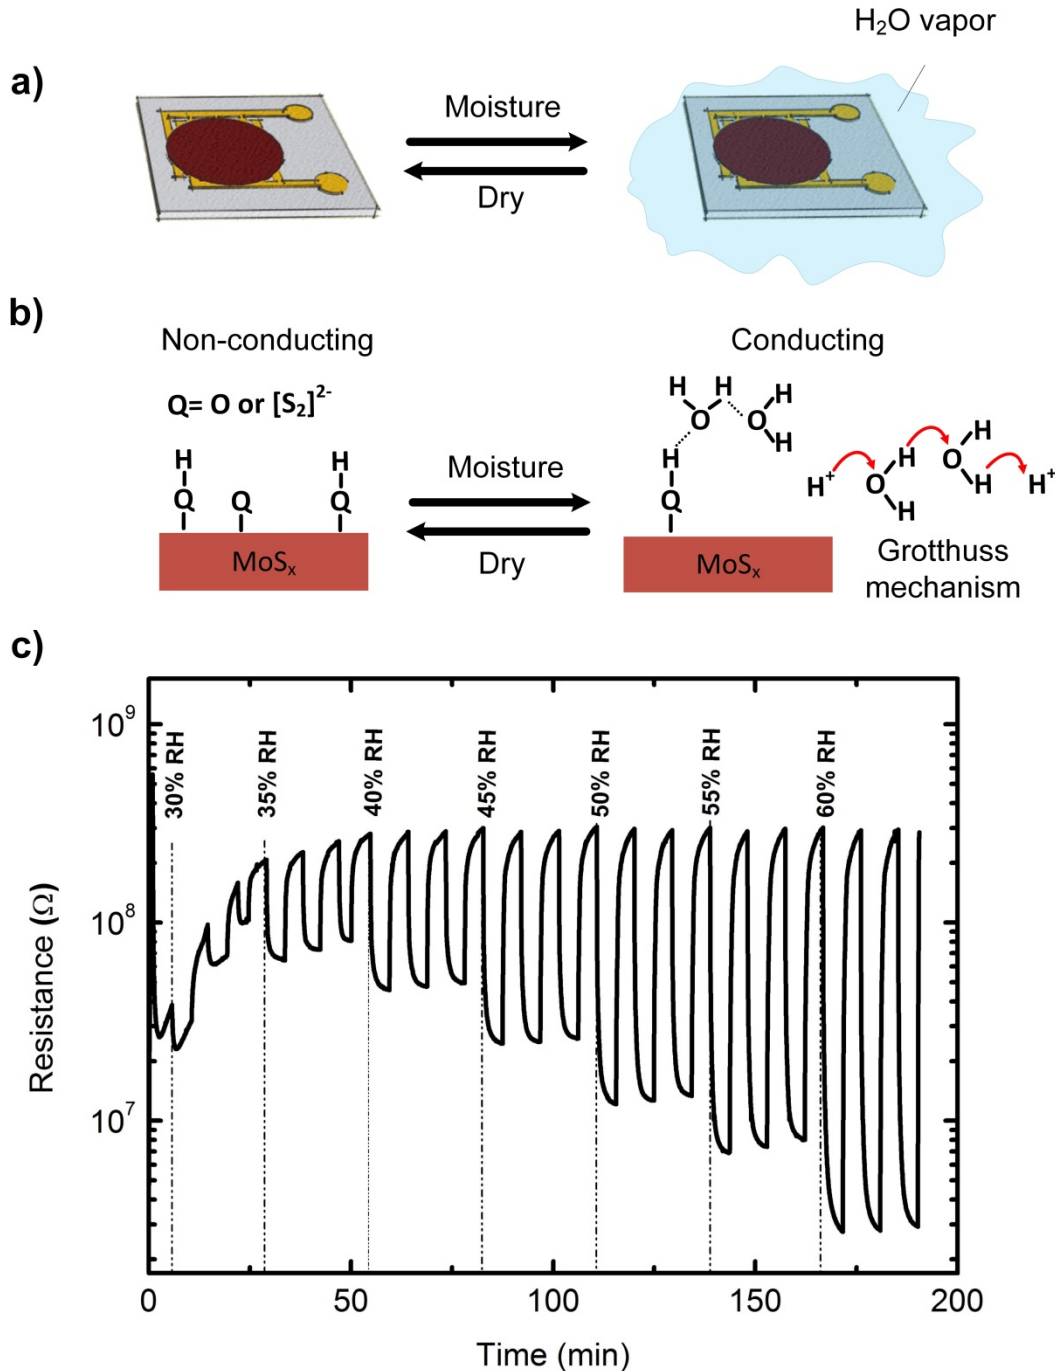 H₂O vapor
a)
Moisture
Dry
b)
Non-conducting
Conducting
Q= O or [S₂]²⁻
H
Q
Q
H
Q
MoSₓ
Moisture
Dry
H
H
O
O
H
H
H
Q
MoSₓ
H⁺
O
H
H
O
H
H
H⁺
Grotthuss
mechanism
c)
10⁹
10⁸
10⁷
Resistance (Ω)
30% RH
35% RH
40% RH
45% RH
50% RH
55% RH
60% RH
0
50
100
150
200
Time (min)